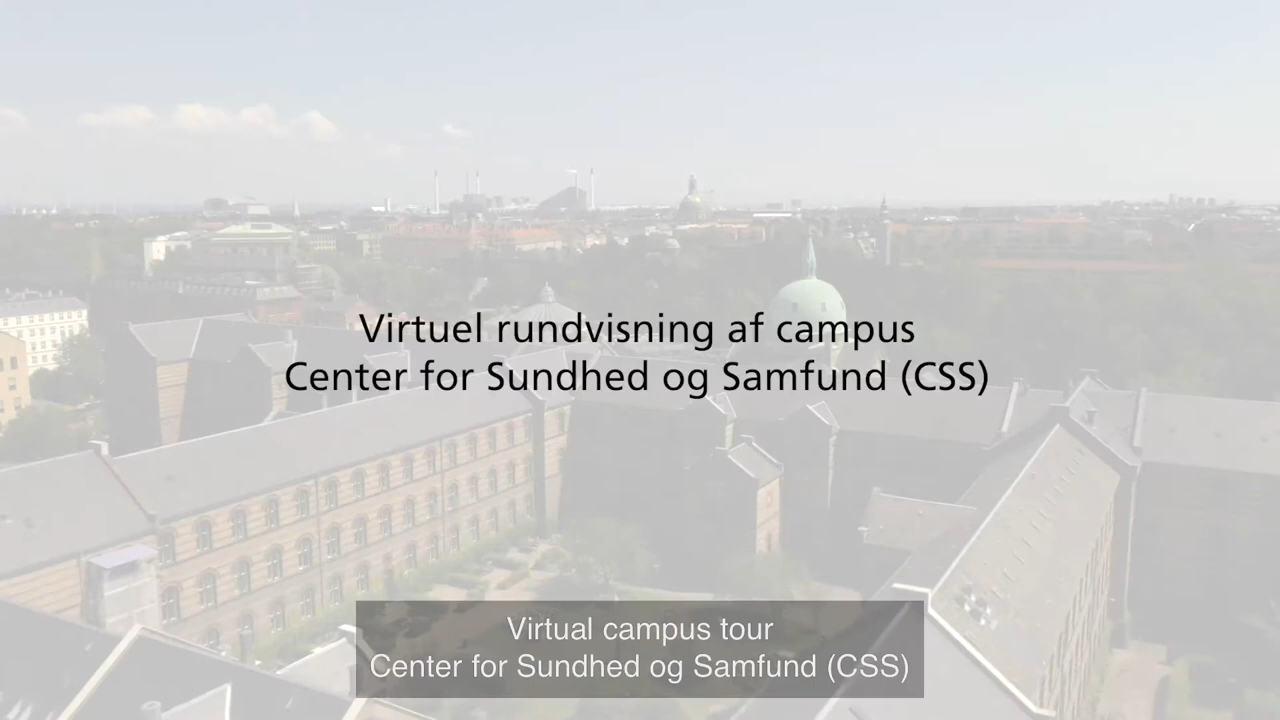 Virtuel rundvisning af campus
Center for Sundhed og Samfund (CSS)
Virtual campus tour
Center for Sundhed og Samfund (CSS)